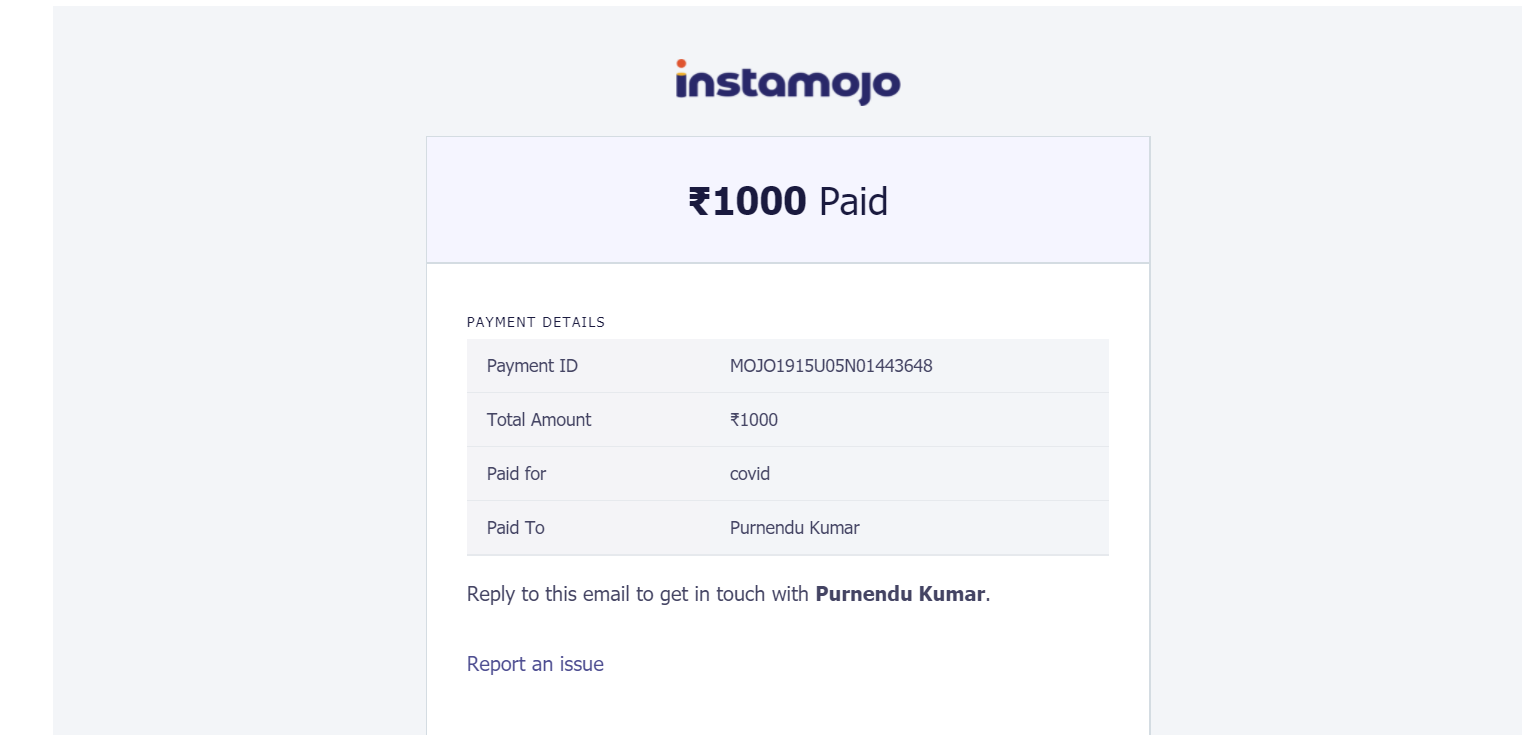 instamojo
₹1000 Paid
PAYMENT DETAILS
Payment ID MOJO1915U05N01443648
Total Amount ₹1000
Paid for covid
Paid To Purnendu Kumar
Reply to this email to get in touch with Purnendu Kumar.
Report an issue